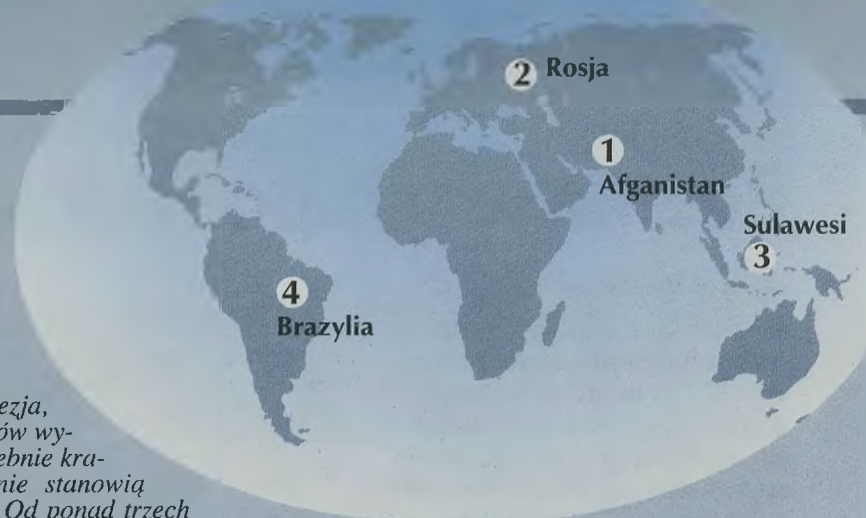 2 Rosja
1
Afganistan
Sulawesi
3
4
Brazylia
ezja,
ów wy-
ebnie kra-
nie stanowią
Od ponad trzech